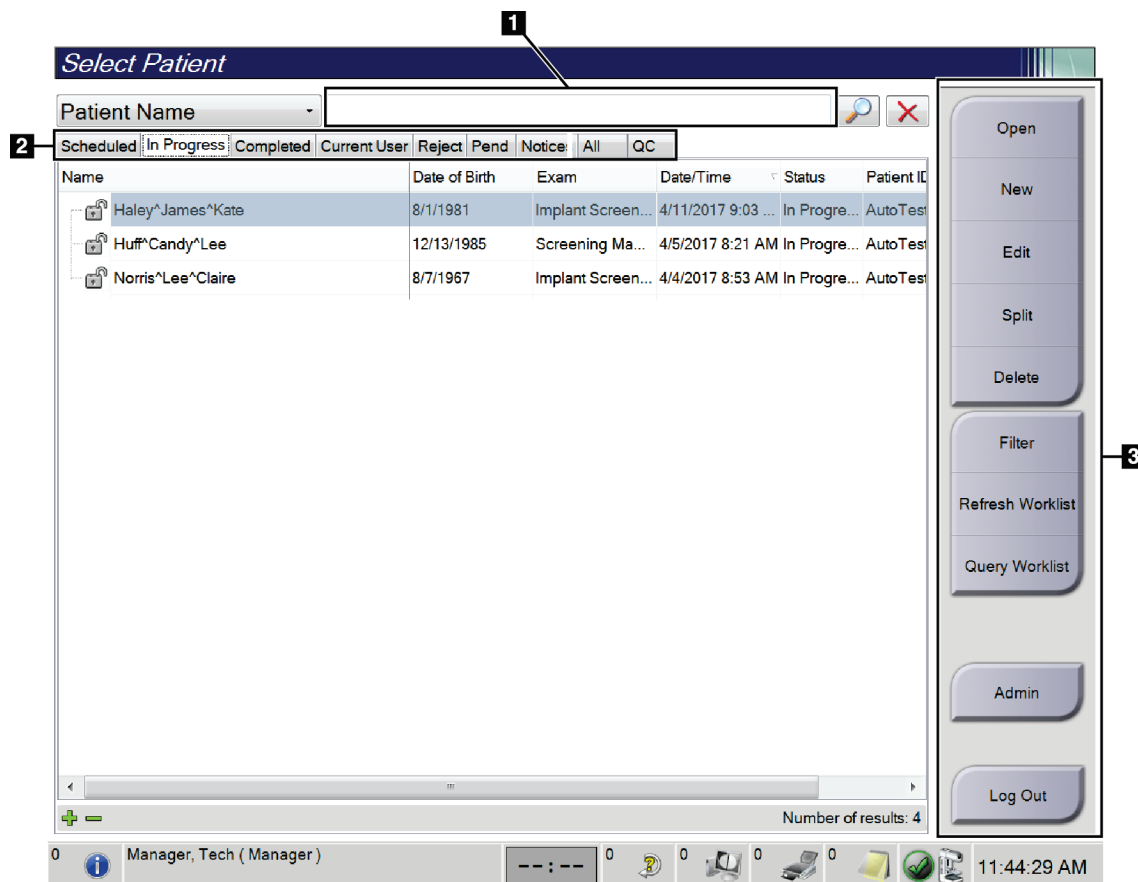 1
Select Patient
Patient Name
2
Scheduled In Progress Completed Current User Reject Pend Notice: All QC
Name Date of Birth Exam Date/Time Status Patient ID
Haley^James^Kate 8/1/1981 Implant Screen... 4/11/2017 9:03 ... In Progre... AutoTest
Huff^Candy^Lee 12/13/1985 Screening Ma... 4/5/2017 8:21 AM In Progre... AutoTest
Norris^Lee^Claire 8/7/1967 Implant Screen... 4/4/2017 8:53 AM In Progre... AutoTest
Open
New
Edit
Split
Delete
Filter
3
Refresh Worklist
Query Worklist
Admin
Log Out
Number of results: 4
0 Manager, Tech ( Manager ) --:-- 0 0 0 0 11:44:29 AM